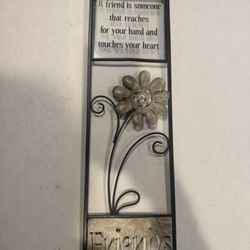 A friend is someone
that reaches
for your hand and
touches your heart
Friends